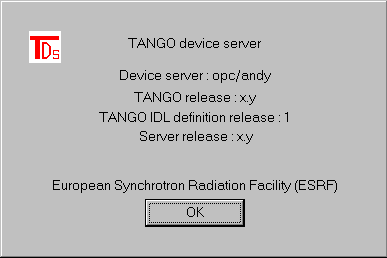 TDS
TANGO device server
Device server : opc/andy
TANGO release : x.y
TANGO IDL definition release : 1
Server release : x.y
European Synchrotron Radiation Facility (ESRF)
OK